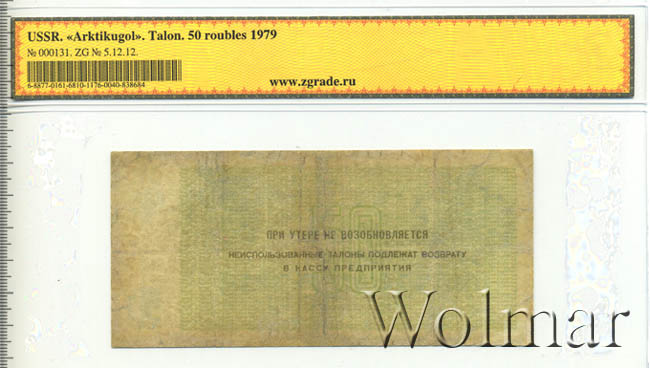 USSR. «Arktikugol». Talon. 50 roubles 1979
№ 000131. ZG № 5.12.12.
6-8877-0161-6810-1176-0040-838684
www.zgrade.ru
ПРИ УТЕРЕ НЕ ВОЗОБНОВЛЯЕТСЯ
НЕИСПОЛЬЗОВАННЫЕ ТАЛОНЫ ПОДЛЕЖАТ ВОЗВРАТУ
В КАССУ ПРЕДПРИЯТИЯ
Wolmar